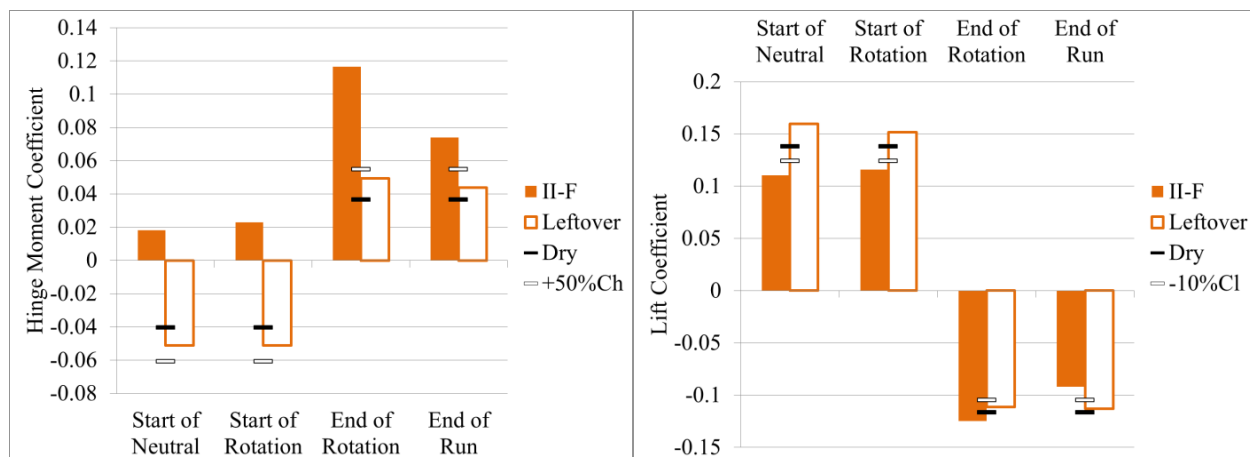 Hinge Moment Coefficient
0.14
0.12
0.1
0.08
0.06
0.04
0.02
0
-0.02
-0.04
-0.06
-0.08
Start of
Neutral
Start of
Rotation
End of
Rotation
End of
Run
II-F
Leftover
Dry
+50%Ch
Start of
Neutral
Start of
Rotation
End of
Rotation
End of
Run
Lift Coefficient
0.2
0.15
0.1
0.05
0
-0.05
-0.1
-0.15
II-F
Leftover
Dry
-10%Cl